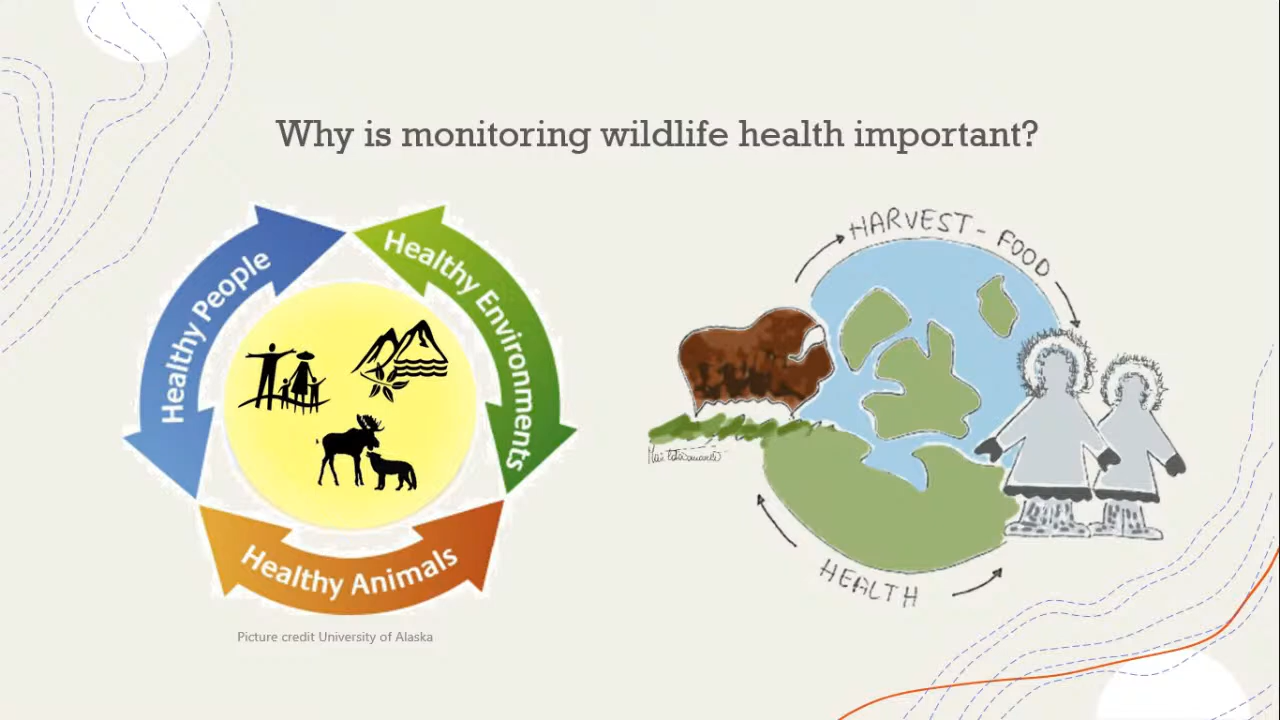 Why is monitoring wildlife health important?
Healthy People
Healthy Environments
Healthy Animals
Picture credit University of Alaska
HARVEST - FOOD
HEALTH